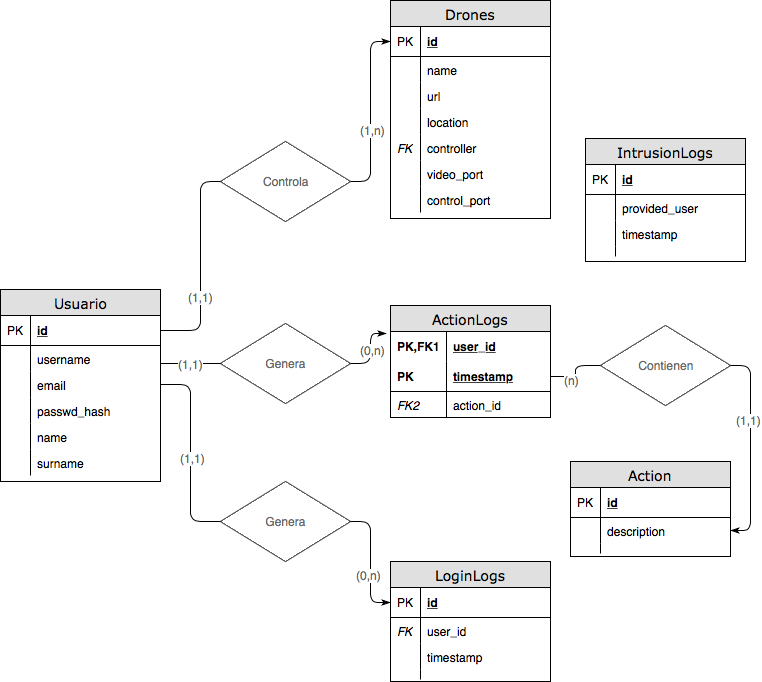 Drones
PK id
name
url
location
FK controller
video_port
control_port
(1,n)
Controla
(1,1)
IntrusionLogs
PK id
provided_user
timestamp
Usuario
PK id
username
email
passwd_hash
name
surname
(1,1)
Genera
(0,n)
ActionLogs
PK,FK1 user_id
PK timestamp
FK2 action_id
(n)
Contienen
(1,1)
Action
PK id
description
(1,1)
Genera
(0,n)
LoginLogs
PK id
FK user_id
timestamp